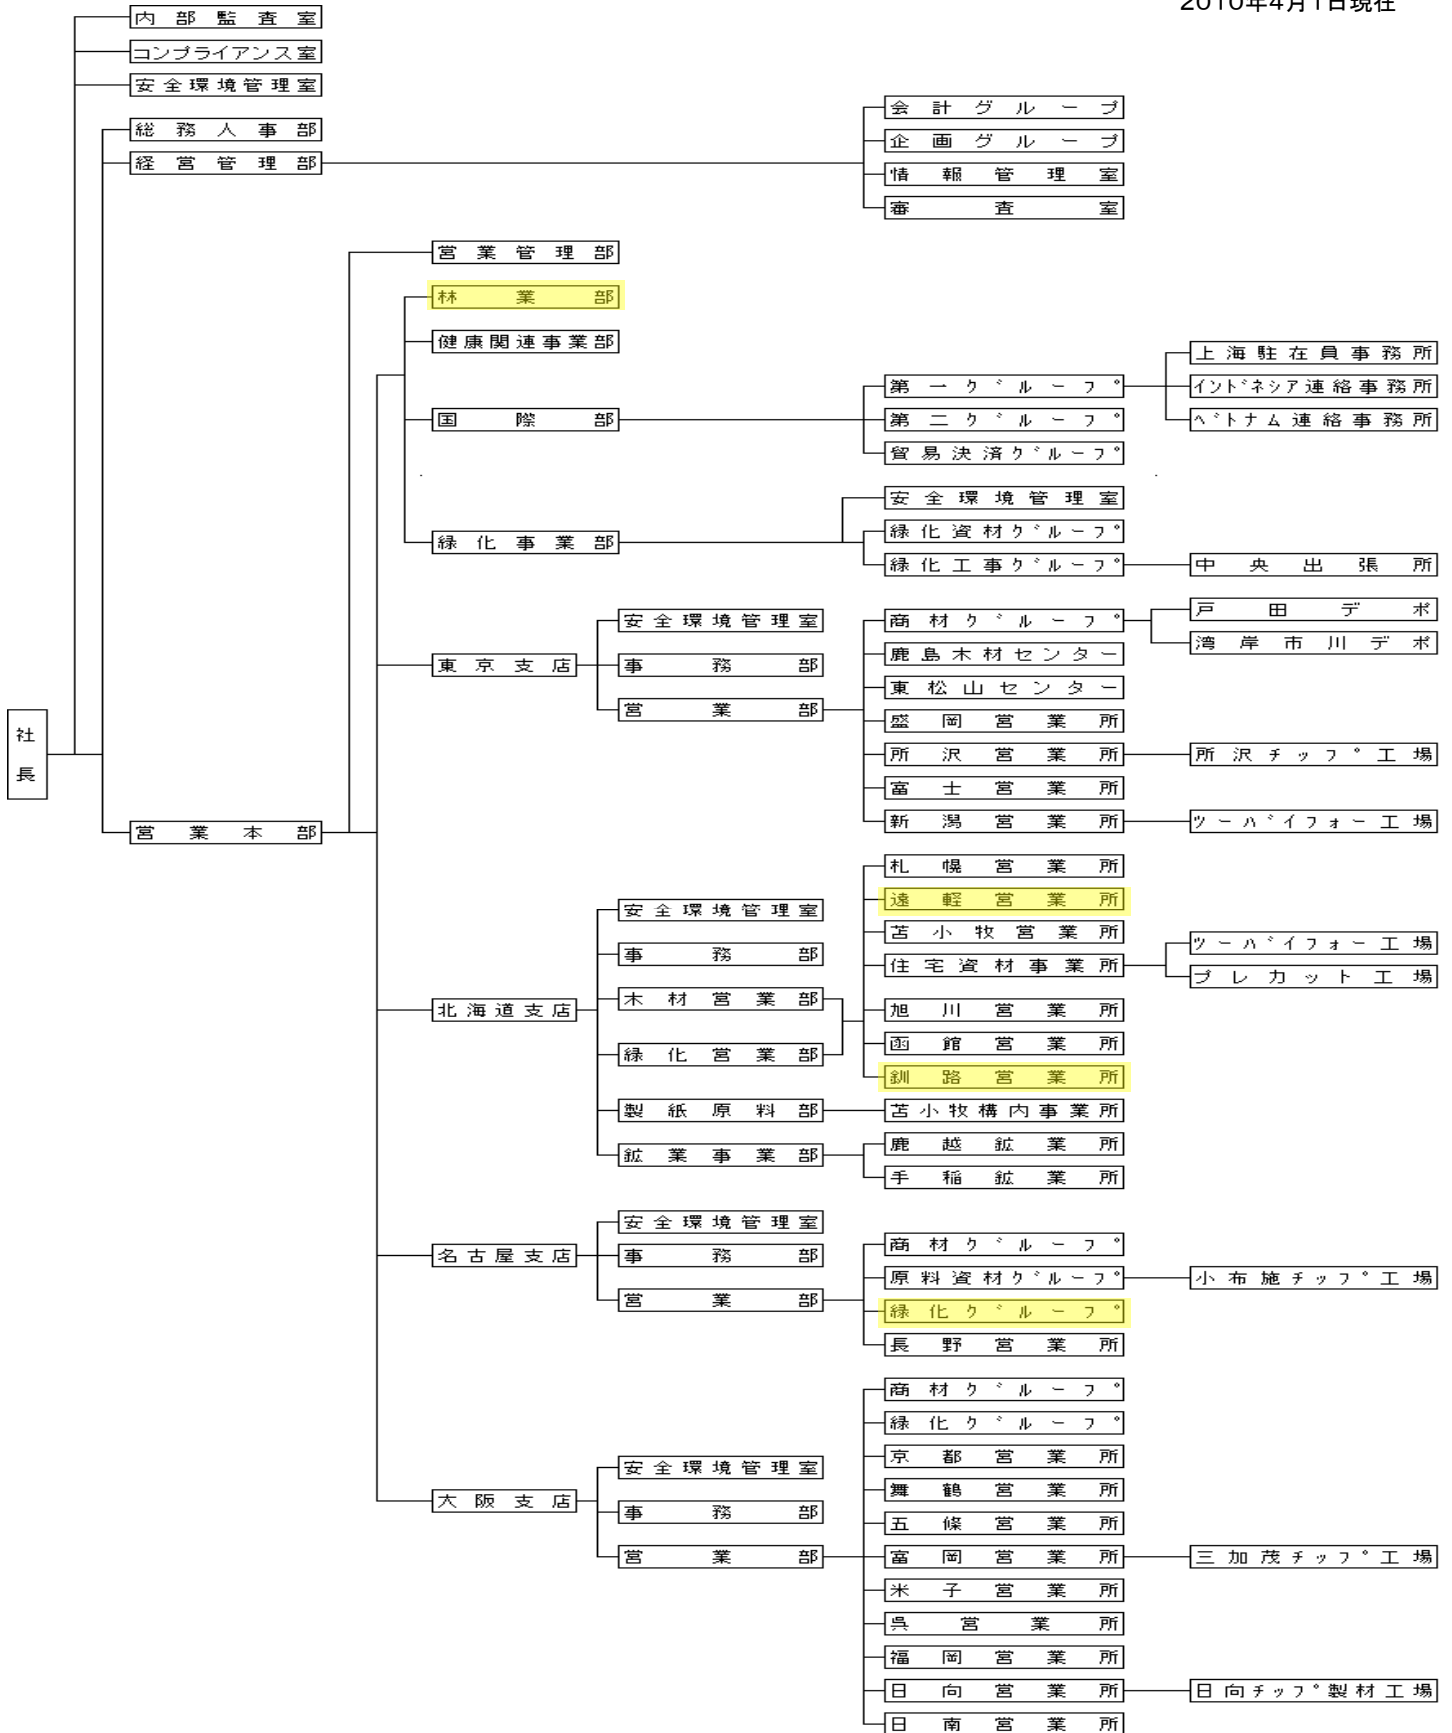 2010年4月1日現在
内部監査室
コンプライアンス室
安全環境管理室
総務人事部
経営管理部
会計グループ
企画グループ
情報管理室
審査室
営業管理部
林業部
健康関連事業部
国際部
第一グループ
第二グループ
貿易決済グループ
上海駐在員事務所
インドネシア連絡事務所
ベトナム連絡事務所
緑化事業部
安全環境管理室
緑化資材グループ
緑化工事グループ
中央出張所
社長
営業本部
東京支店
安全環境管理室
事務部
営業部
商材グループ
戸田デポ
湾岸市川デポ
鹿島木材センター
東松山センター
盛岡営業所
所沢営業所
所沢チップ工場
富士営業所
新潟営業所
ツーバイフォー工場
北海道支店
安全環境管理室
事務部
木材営業部
緑化営業部
製紙原料部
鉱業事業部
札幌営業所
遠軽営業所
苫小牧営業所
住宅資材事業所
ツーバイフォー工場
プレカット工場
旭川営業所
函館営業所
釧路営業所
苫小牧構内事業所
鹿越鉱業所
手稲鉱業所
名古屋支店
安全環境管理室
事務部
営業部
商材グループ
原料資材グループ
小布施チップ工場
緑化グループ
長野営業所
大阪支店
安全環境管理室
事務部
営業部
商材グループ
緑化グループ
京都営業所
舞鶴営業所
五條営業所
富岡営業所
三加茂チップ工場
米子営業所
呉営業所
福岡営業所
日向営業所
日向チップ製材工場
日南営業所